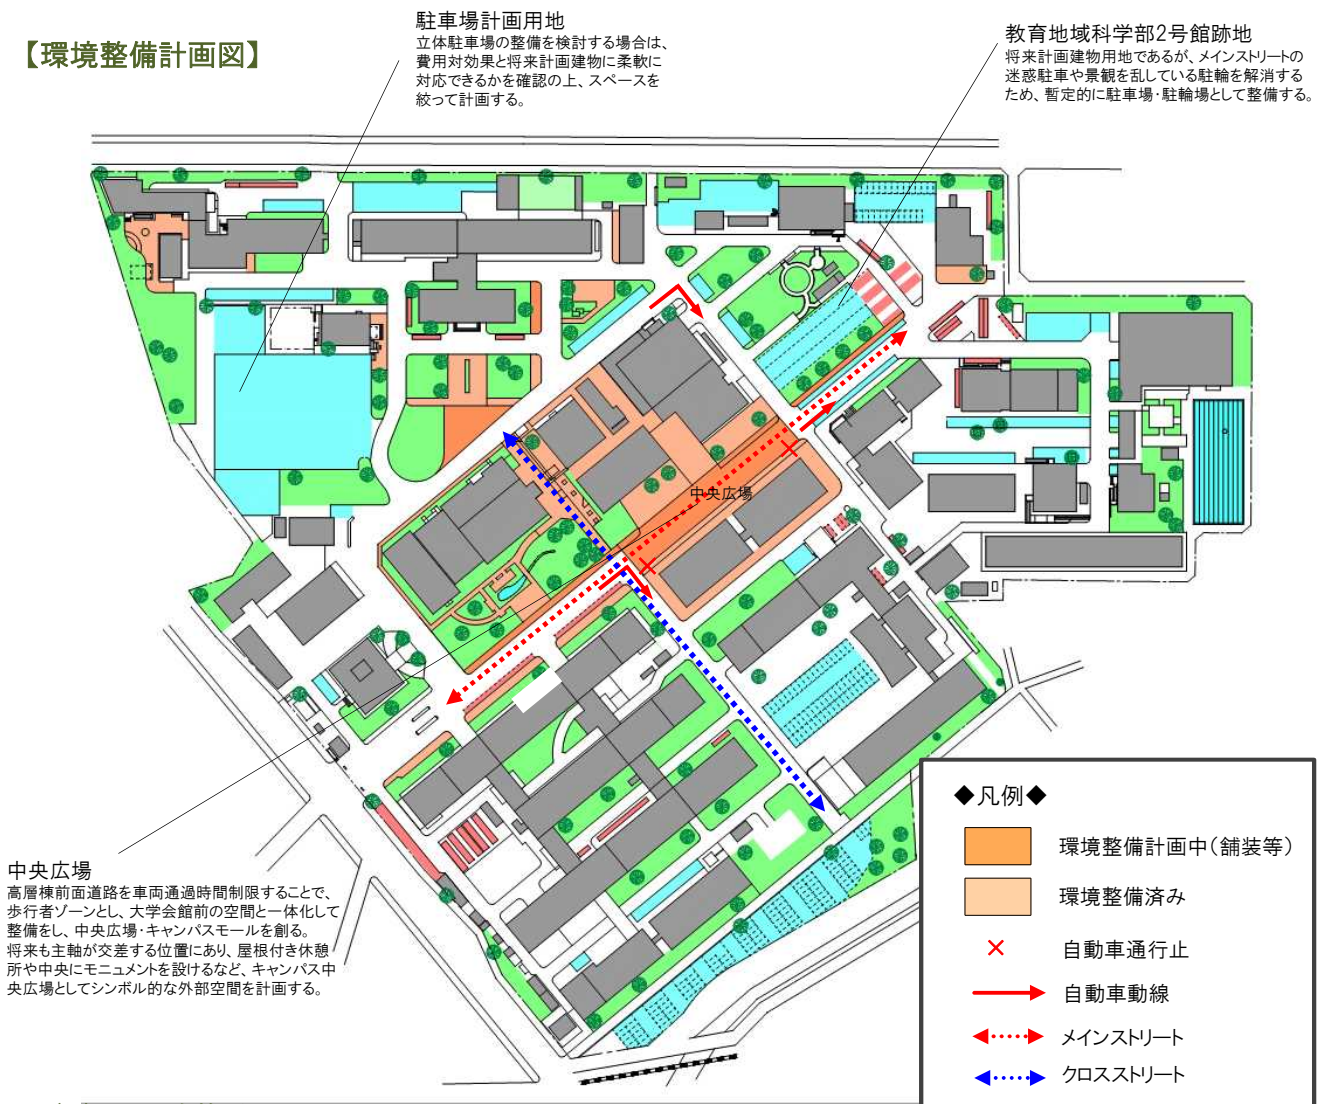 【環境整備計画図】
駐車場計画用地
立体駐車場の整備を検討する場合は、
費用対効果と将来計画建物に柔軟に
対応できるかを確認の上、スペースを
絞って計画する。
教育地域科学部2号館跡地
将来計画建物用地であるが、メインストリートの
迷惑駐車や景観を乱している駐輪を解消する
ため、暫定的に駐車場・駐輪場として整備する。
中央広場
中央広場
高層棟前面道路を車両通過時間制限することで、
歩行者ゾーンとし、大学会館前の空間と一体化して
整備をし、中央広場・キャンパスモールを創る。
将来も主軸が交差する位置にあり、屋根付き休憩
所や中央にモニュメントを設けるなど、キャンパス中
央広場としてシンボル的な外部空間を計画する。
◆凡例◆
環境整備計画中(舗装等)
環境整備済み
自動車通行止
自動車動線
メインストリート
クロスストリート